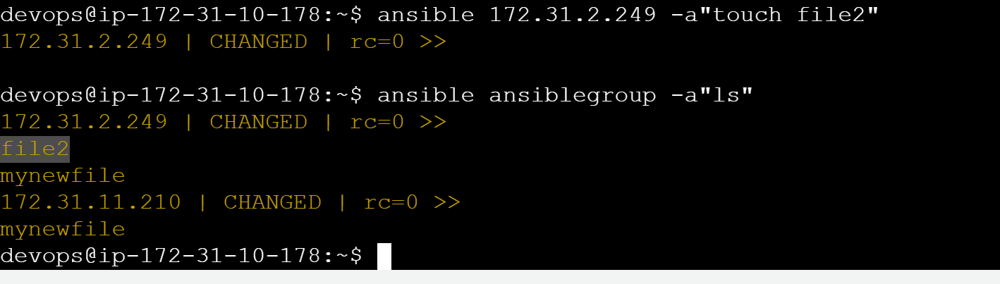 devops@ip-172-31-10-178:~$ ansible 172.31.2.249 -a"touch file2"
172.31.2.249 | CHANGED | rc=0 >>
devops@ip-172-31-10-178:~$ ansible ansiblegroup -a"ls"
172.31.2.249 | CHANGED | rc=0 >>
file2
mynewfile
172.31.11.210 | CHANGED | rc=0 >>
mynewfile
devops@ip-172-31-10-178:~$